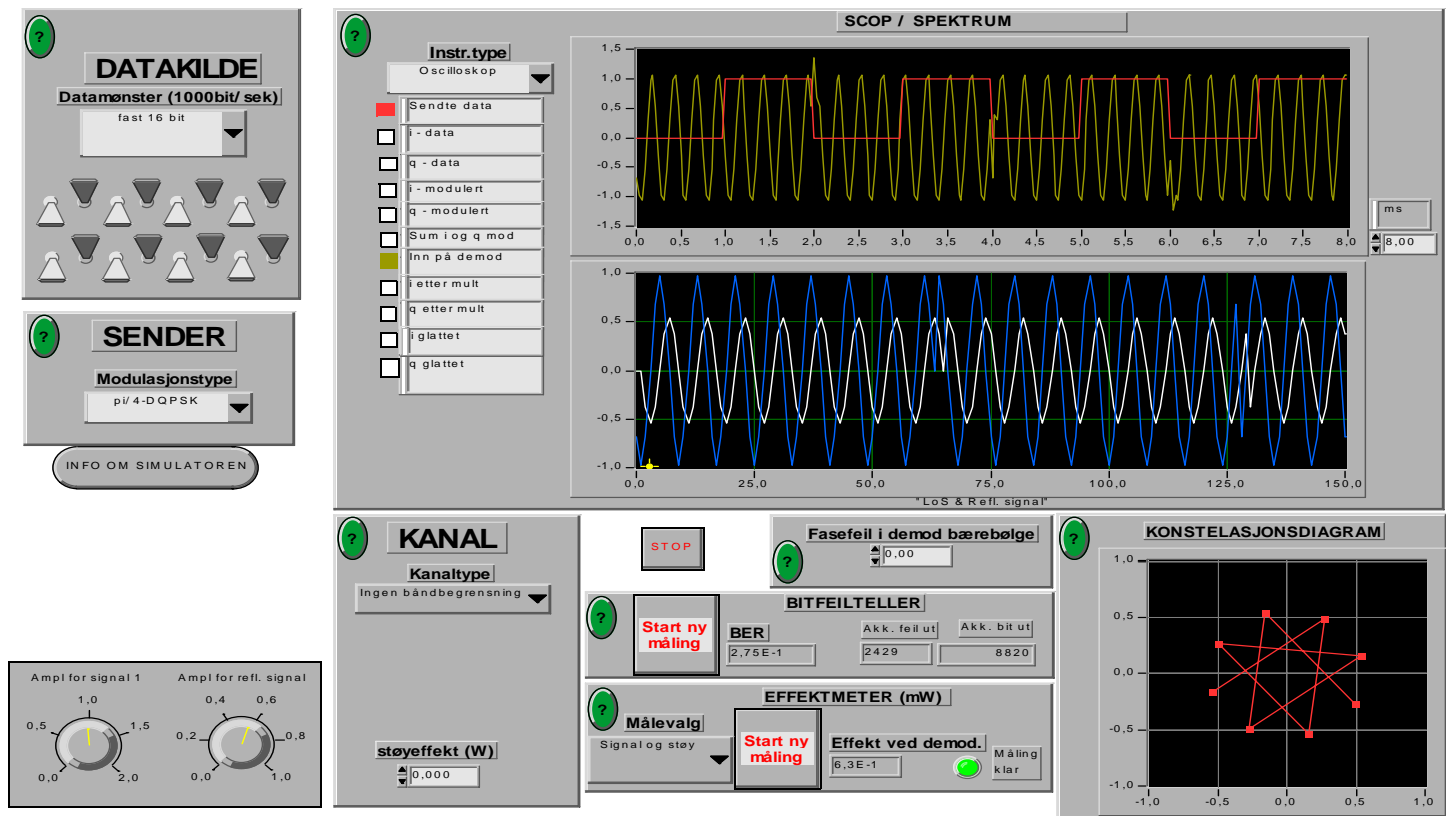 ?
DATAKILDE
Datamønster (1000bit/ sek)
fast 16 bit
?
SENDER
Modulasjonstype
pi/ 4-DQPSK
INFO OM SIMULATOREN
Ampl for signal 1
0,0
0,5
1,0
1,5
2,0
Ampl for refl. signal
0,0
0,2
0,4
0,6
0,8
1,0
?
SCOP / SPEKTRUM
Instr.type
Oscilloskop
Sendte data
i - data
q - data
i - modulert
q - modulert
Sum i og q mod
Inn på demod
i etter mult
q etter mult
i glattet
q glattet
1,5
1,0
0,5
0,0
-0,5
-1,0
-1,5
0,0 0,5 1,0 1,5 2,0 2,5 3,0 3,5 4,0 4,5 5,0 5,5 6,0 6,5 7,0 7,5 8,0
ms
8,00
1,0
0,5
0,0
-0,5
-1,0
0,0 25,0 50,0 75,0 100,0 125,0 150,0
"LoS & Refl. signal"
?
KANAL
Kanaltype
Ingen båndbegrensning
støyeffekt (W)
0,000
STOP
?
Fasefeil i demod bærebølge
0,00
?
Start ny
måling
BITFEILTELLER
BER
2,75E-1
Akk. feil ut
2429
Akk. bit ut
8820
?
EFFEKTMETER (mW)
Målevalg
Signal og støy
Start ny
måling
Effekt ved demod.
6,3E-1
Måling
klar
?
KONSTELASJONSDIAGRAM
1,0
0,5
0,0
-0,5
-1,0
-1,0 -0,5 0,0 0,5 1,0